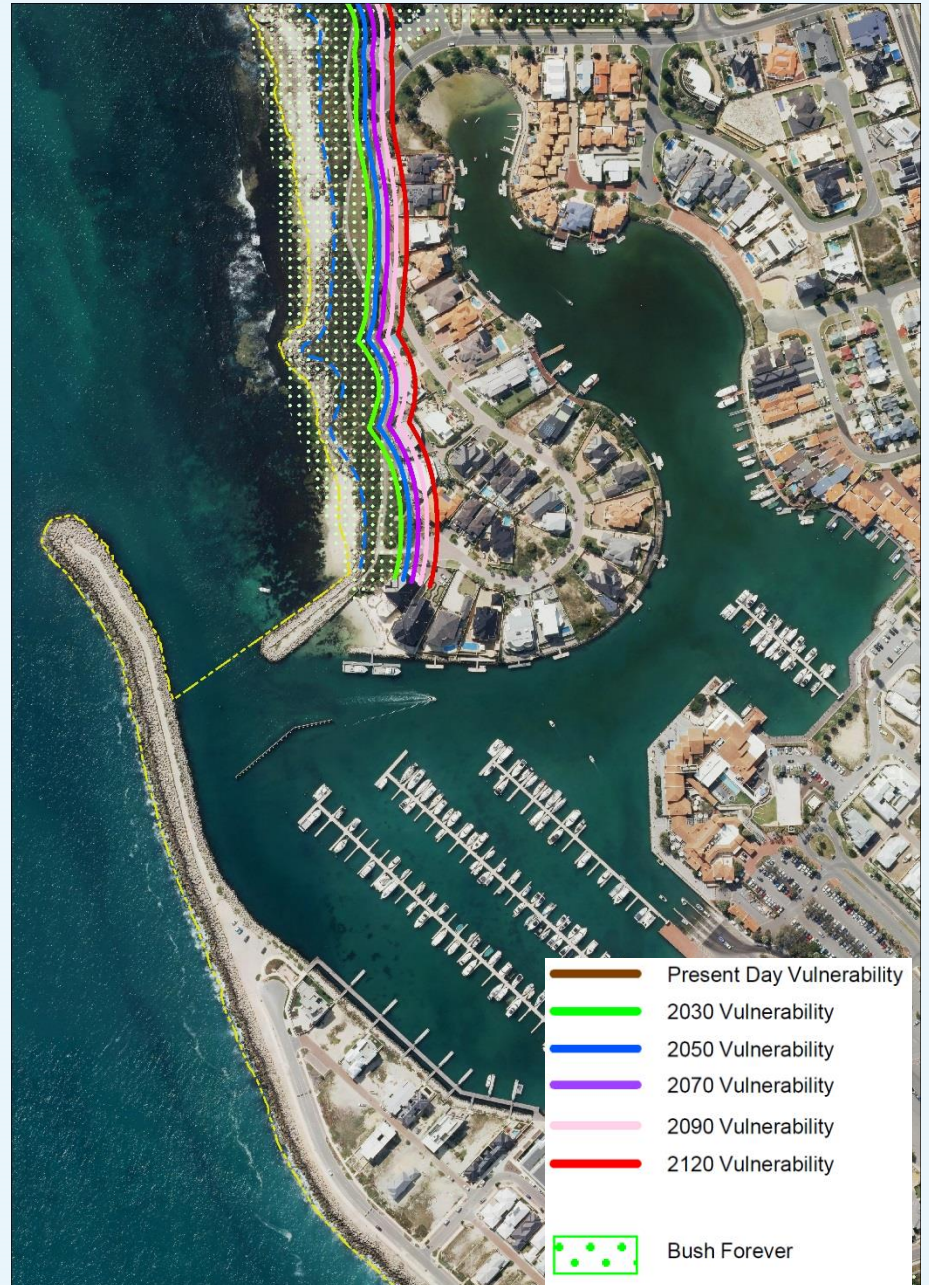 Present Day Vulnerability
2030 Vulnerability
2050 Vulnerability
2070 Vulnerability
2090 Vulnerability
2120 Vulnerability
Bush Forever